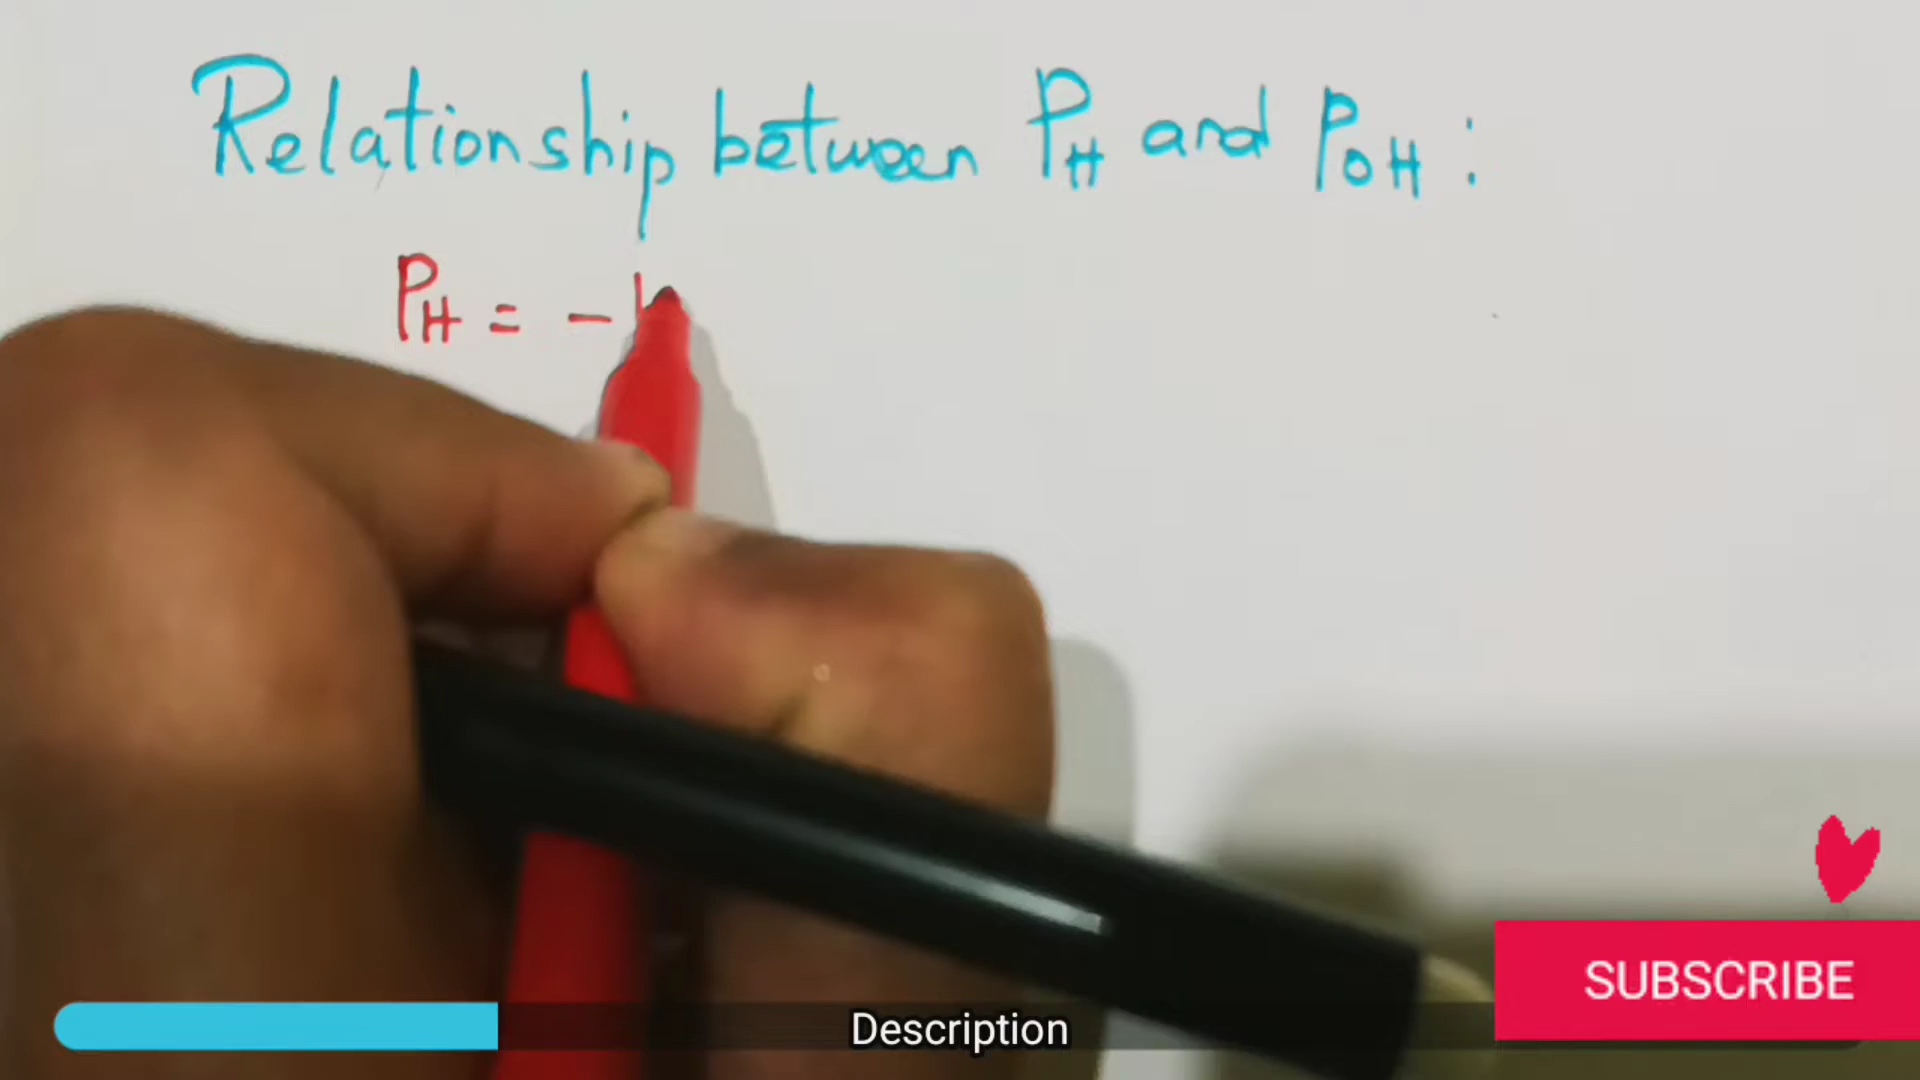 Relationship between PH and POH :
PH = -
SUBSCRIBE
Description